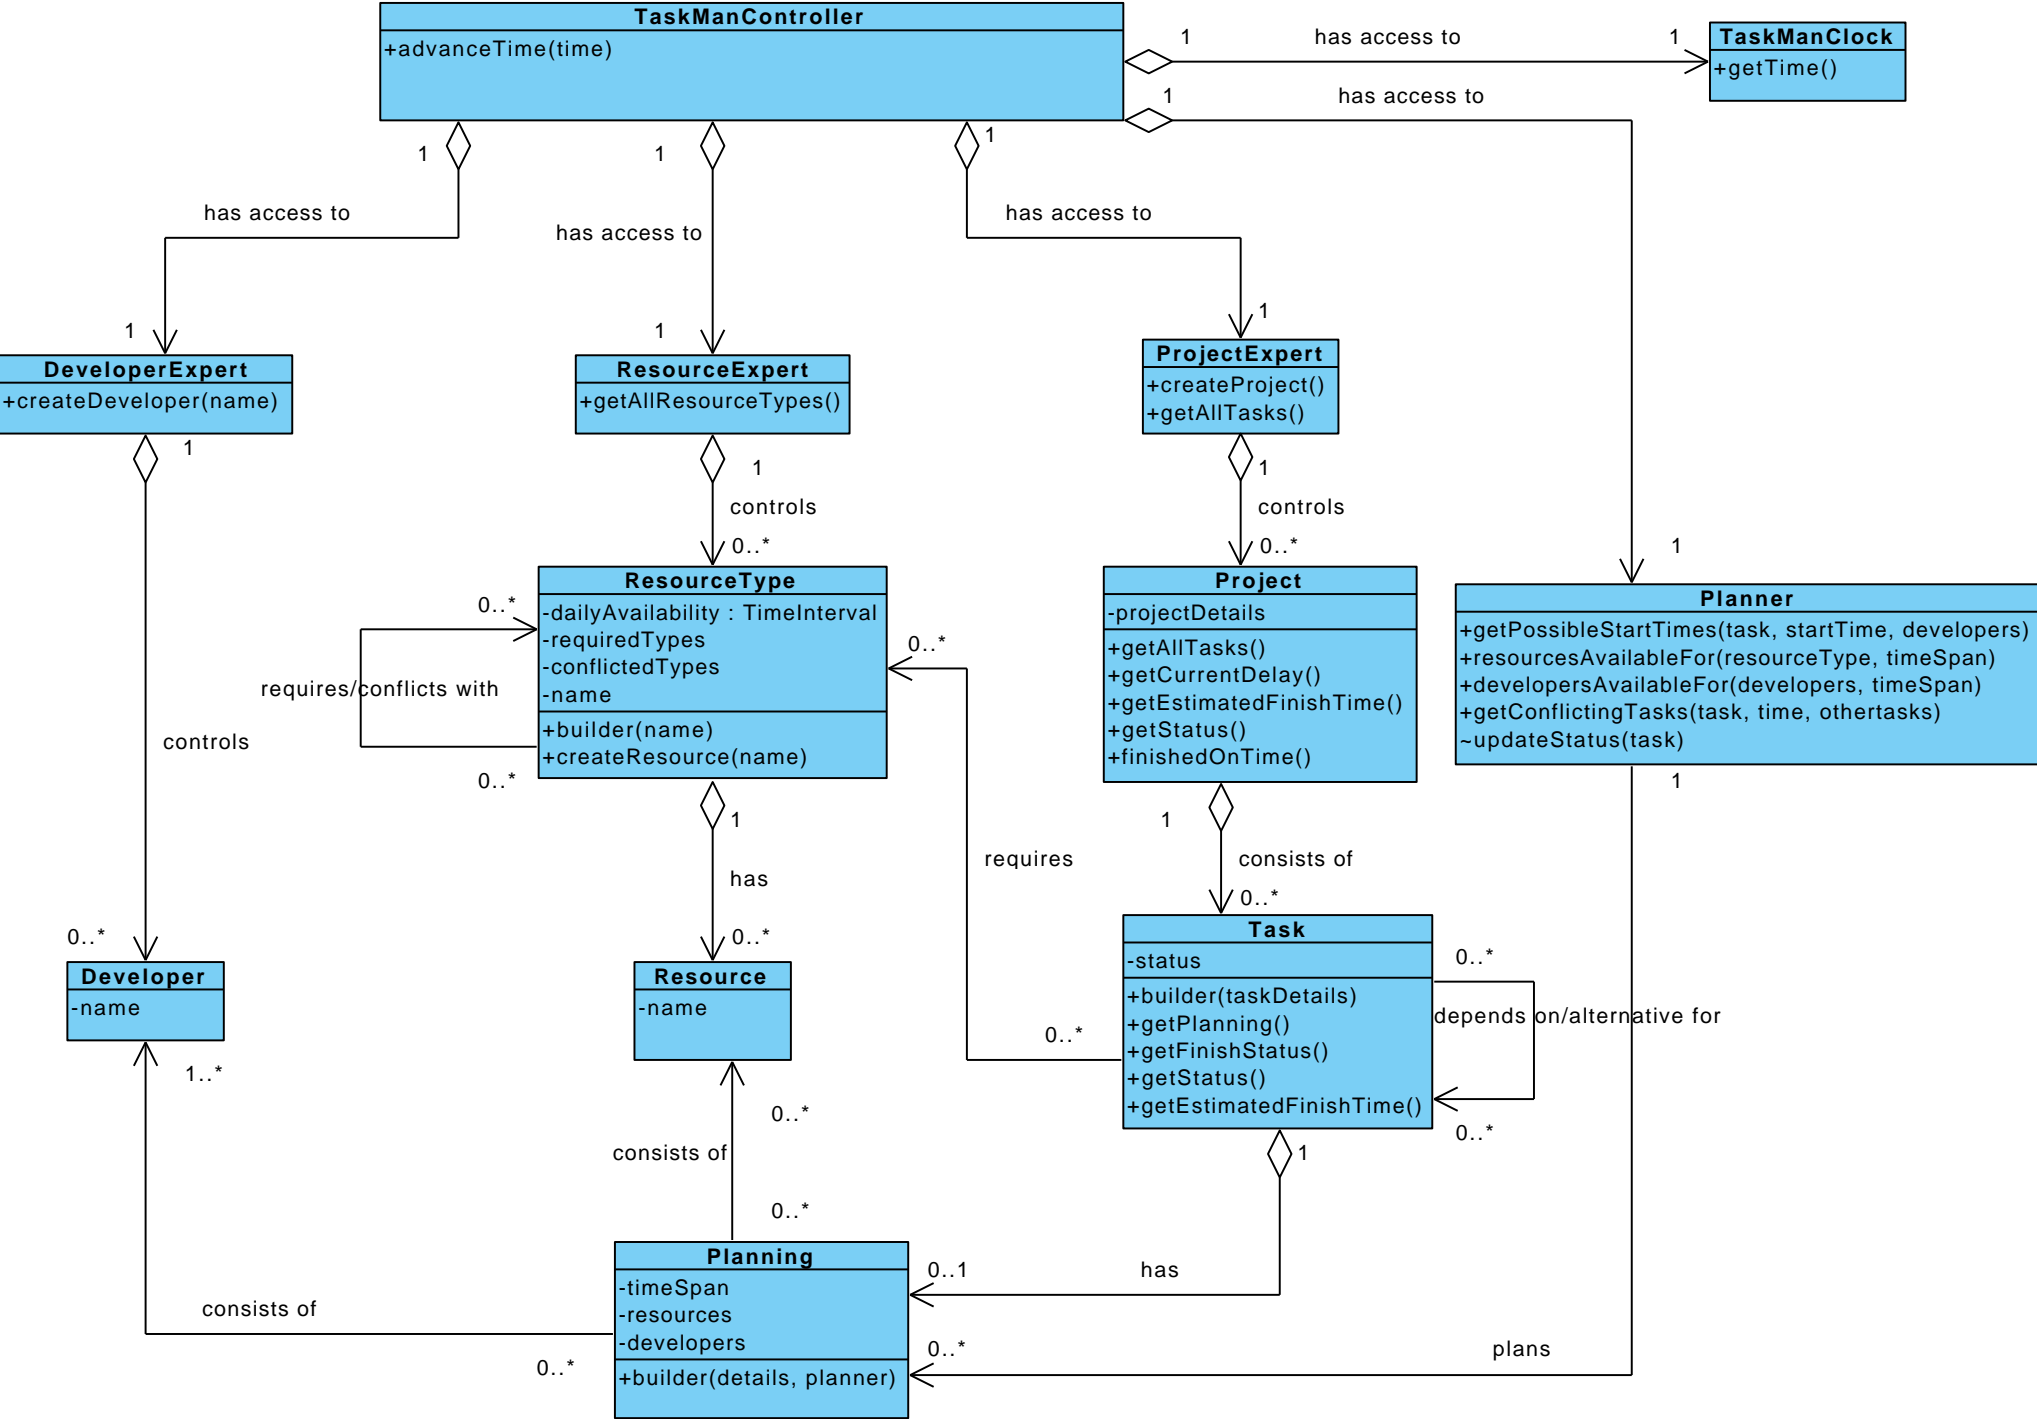 TaskManController
+advanceTime(time)
1
has access to
1
TaskManClock
+getTime()
1
has access to
1
1
1
has access to
has access to
has access to
1
1
1
DeveloperExpert
+createDeveloper(name)
ResourceExpert
+getAllResourceTypes()
ProjectExpert
+createProject()
+getAllTasks()
1
1
1
controls
controls
0..*
0..*
1
ResourceType
-dailyAvailability : TimeInterval
-requiredTypes
-conflictedTypes
-name
+builder(name)
+createResource(name)
0..*
requires/conflicts with
0..*
0..*
Project
-projectDetails
+getAllTasks()
+getCurrentDelay()
+getEstimatedFinishTime()
+getStatus()
+finishedOnTime()
Planner
+getPossibleStartTimes(task, startTime, developers)
+resourcesAvailableFor(resourceType, timeSpan)
+developersAvailableFor(developers, timeSpan)
+getConflictingTasks(task, time, othertasks)
~updateStatus(task)
controls
1
1
1
has
requires
consists of
0..*
0..*
0..*
Developer
-name
Resource
-name
Task
-status
+builder(taskDetails)
+getPlanning()
+getFinishStatus()
+getStatus()
+getEstimatedFinishTime()
0..*
depends on/alternative for
0..*
0..*
1..*
0..*
consists of
0..*
1
Planning
-timeSpan
-resources
-developers
+builder(details, planner)
0..1
has
consists of
0..*
0..*
plans